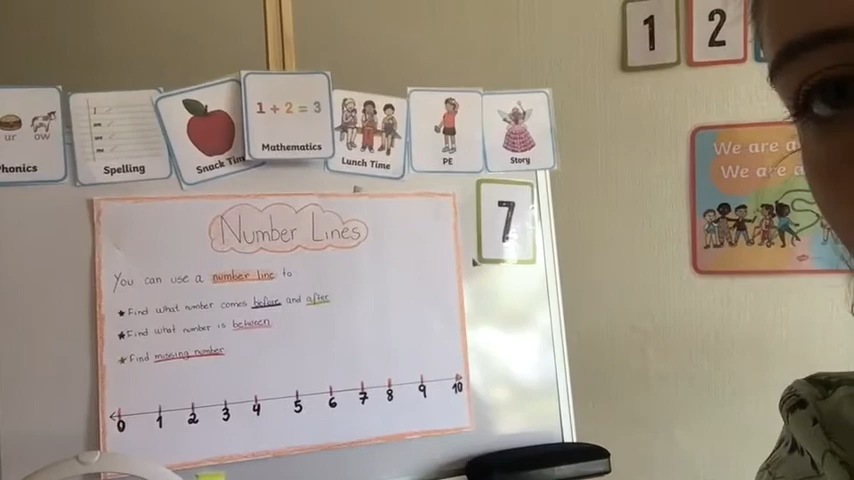 1 2
ur ow
Phonics
Spelling
Snack Time
1 + 2 = 3
Mathematics
Lunch Time
PE
Story
7
We are a
We are a
Number Lines
You can use a number line to
★ Find what number comes before and after
★ Find what number is between
★ Find missing number
0 1 2 3 4 5 6 7 8 9 10